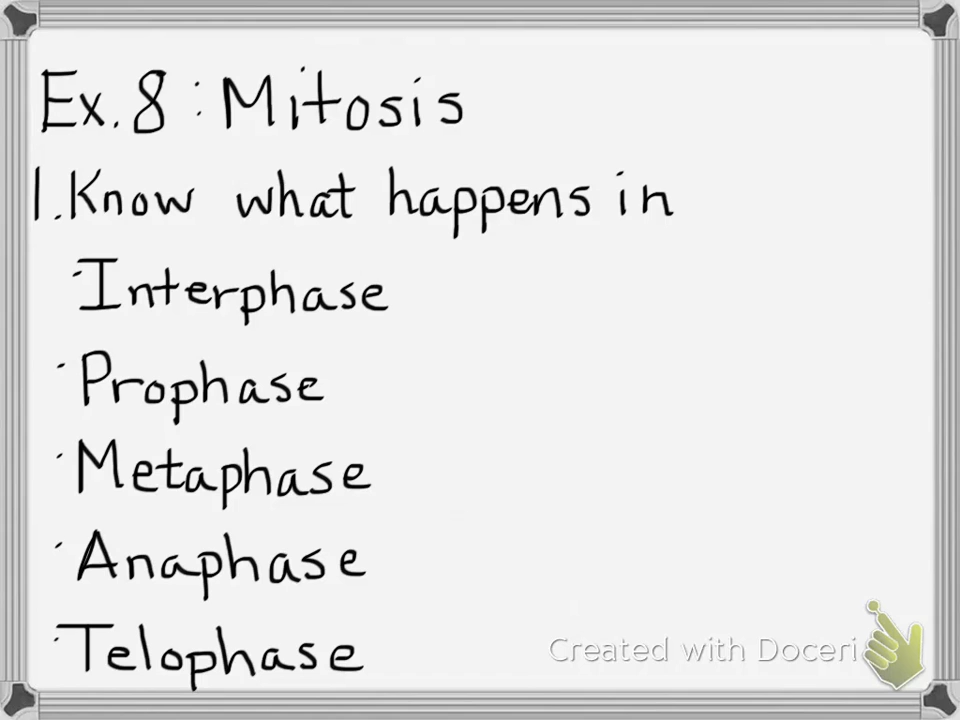 Ex. 8 : Mitosis
1. Know what happens in
· Interphase
· Prophase
· Metaphase
· Anaphase
· Telophase
Created with Doceri